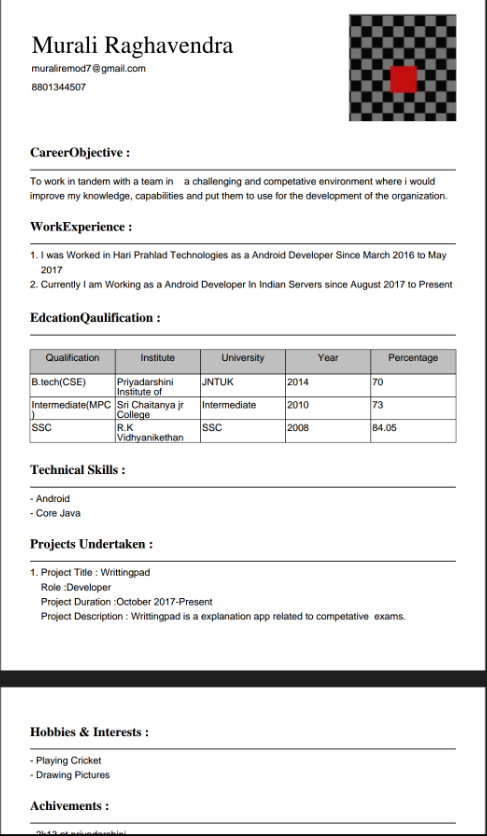 Murali Raghavendra
muraliremod7@gmail.com
8801344507
CareerObjective :
To work in tandem with a team in a challenging and competative environment where i would
improve my knowledge, capabilities and put them to use for the development of the organization.
WorkExperience :
1. I was Worked in Hari Prahlad Technologies as a Android Developer Since March 2016 to May
2017
2. Currently I am Working as a Android Developer In Indian Servers since August 2017 to Present
EdcationQaulification :
Qualification Institute University Year Percentage
B.tech(CSE) Priyadarshini JNTUK 2014 70
Institute of
Intermediate(MPC Sri Chaitanya jr Intermediate 2010 73
) College
SSC R.K SSC 2008 84.05
Vidhyanikethan
Technical Skills :
- Android
- Core Java
Projects Undertaken :
1. Project Title : Writtingpad
Role :Developer
Project Duration :October 2017-Present
Project Description : Writtingpad is a explanation app related to competative exams.
Hobbies & Interests :
- Playing Cricket
- Drawing Pictures
Achivements :